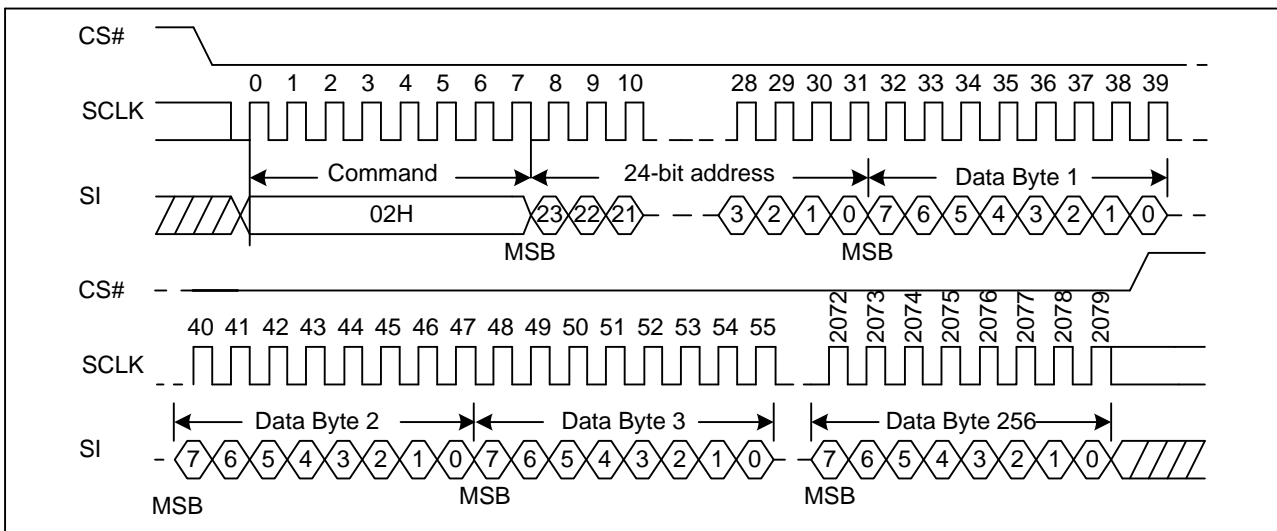 CS#
0 1 2 3 4 5 6 7 8 9 10 28 29 30 31 32 33 34 35 36 37 38 39
SCLK
Command 24-bit address Data Byte 1
SI
02H 23 22 21 3 2 1 0 7 6 5 4 3 2 1 0
MSB MSB
CS#
40 41 42 43 44 45 46 47 48 49 50 51 52 53 54 55 2072 2073 2074 2075 2076 2077 2078 2079
SCLK
Data Byte 2 Data Byte 3 Data Byte 256
SI
7 6 5 4 3 2 1 0 7 6 5 4 3 2 1 0 7 6 5 4 3 2 1 0
MSB MSB MSB